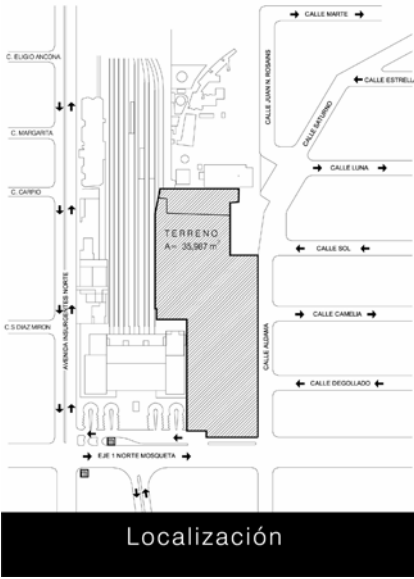 CALLE MARTE
C. ELIGIO ANCONA
CALLE JUAN N. ROSAINS
CALLE ESTRELLA
CALLE SATURNO
C. MARGARITA
CALLE LUNA
C. CARPIO
TERRENO
A= 35,987 m²
CALLE SOL
AVENIDA INSURGENTES NORTE
CALLE CAMELIA
C.S DIAZ MIRON
CALLE ALDAMA
CALLE DEGOLLADO
EJE 1 NORTE MOSQUETA
Localización